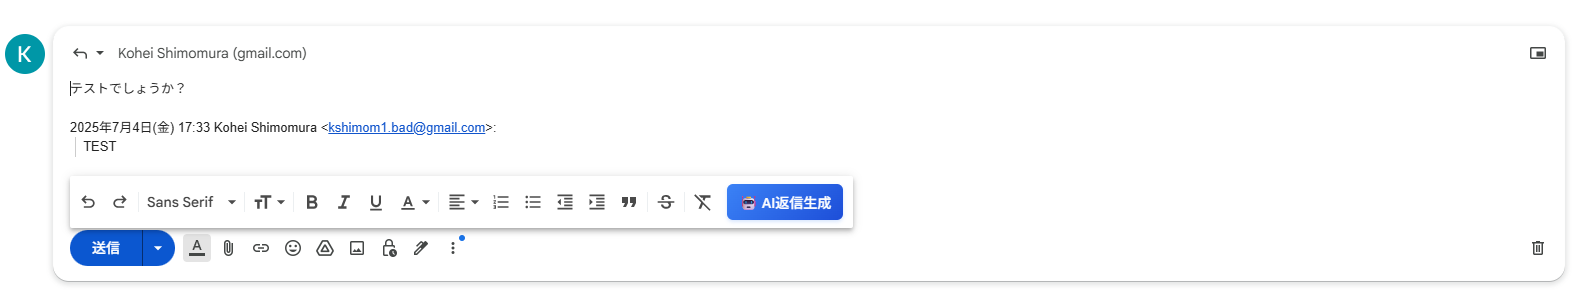 K
Kohei Shimomura (gmail.com)
テストでしょうか？
2025年7月4日(金) 17:33 Kohei Shimomura <kshimom1.bad@gmail.com>:
TEST
Sans Serif B I U A AI返信生成
送信 A